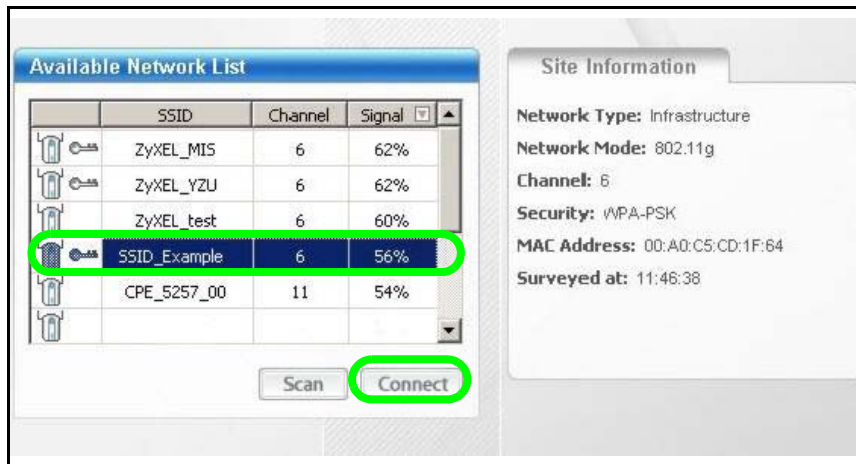 Available Network List
SSID Channel Signal
ZyXEL_MIS 6 62%
ZyXEL_YZU 6 62%
ZyXEL_test 6 60%
SSID_Example 6 56%
CPE_5257_00 11 54%
Scan Connect
Site Information
Network Type: Infrastructure
Network Mode: 802.11g
Channel: 6
Security: WPA-PSK
MAC Address: 00:A0:C5:CD:1F:64
Surveyed at: 11:46:38